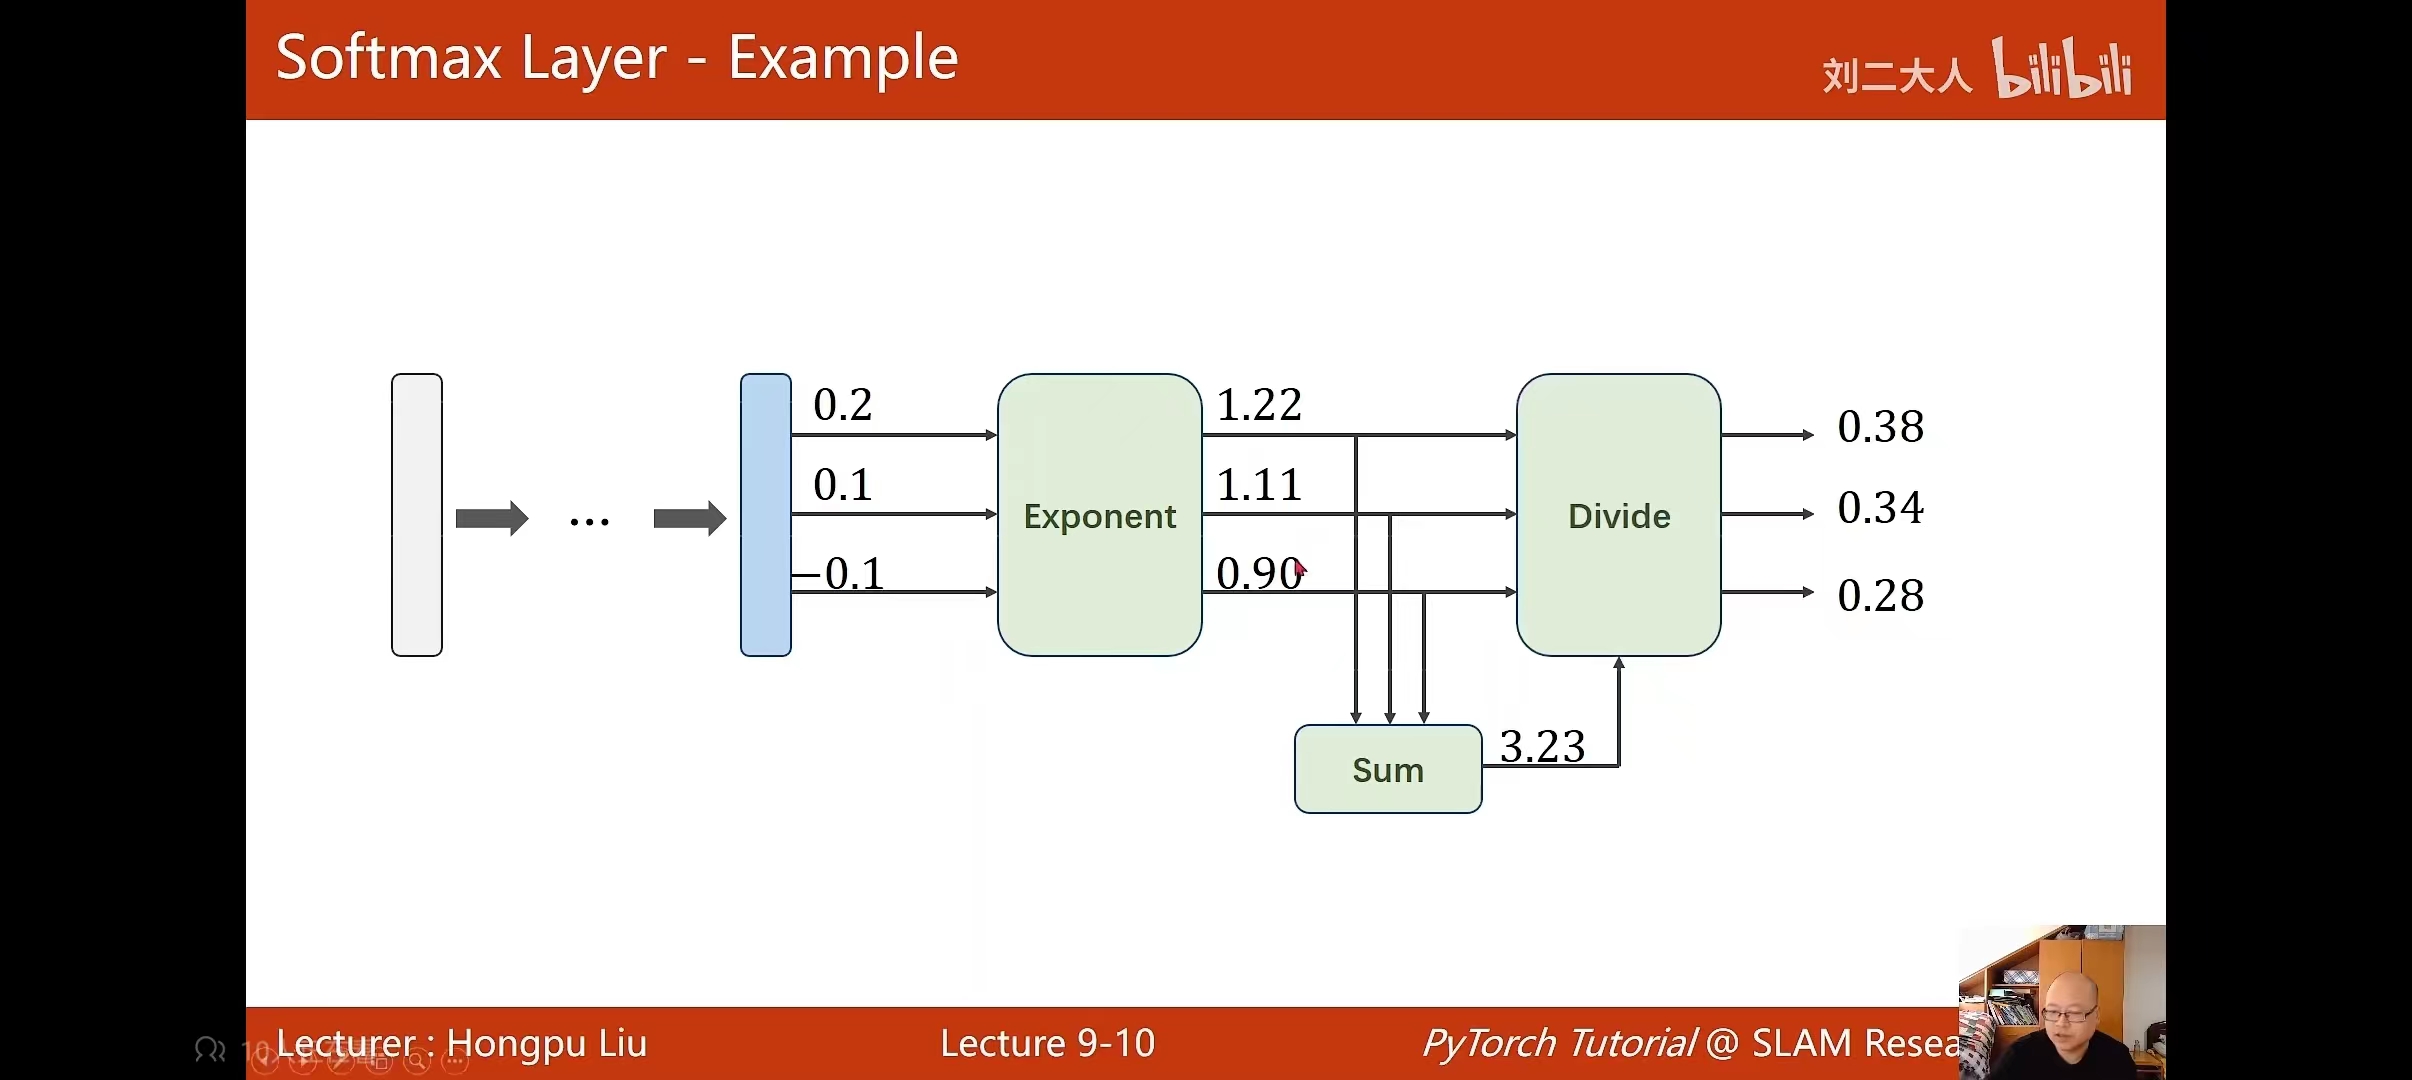 Softmax Layer - Example
刘二大人 bilibili
0.2
1.22
0.38
0.1
1.11
0.34
Exponent
Divide
...
−0.1
0.90
0.28
3.23
Sum
Lecturer : Hongpu Liu
Lecture 9-10
PyTorch Tutorial @ SLAM Resea